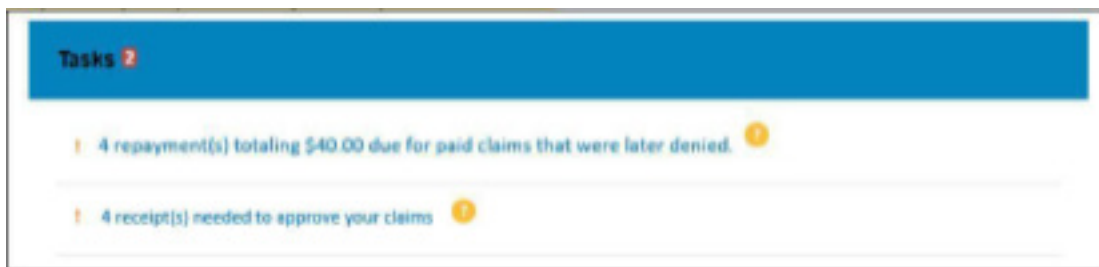 Tasks 2
! 4 repayment(s) totaling $40.00 due for paid claims that were later denied. ?
! 4 receipt(s) needed to approve your claims ?